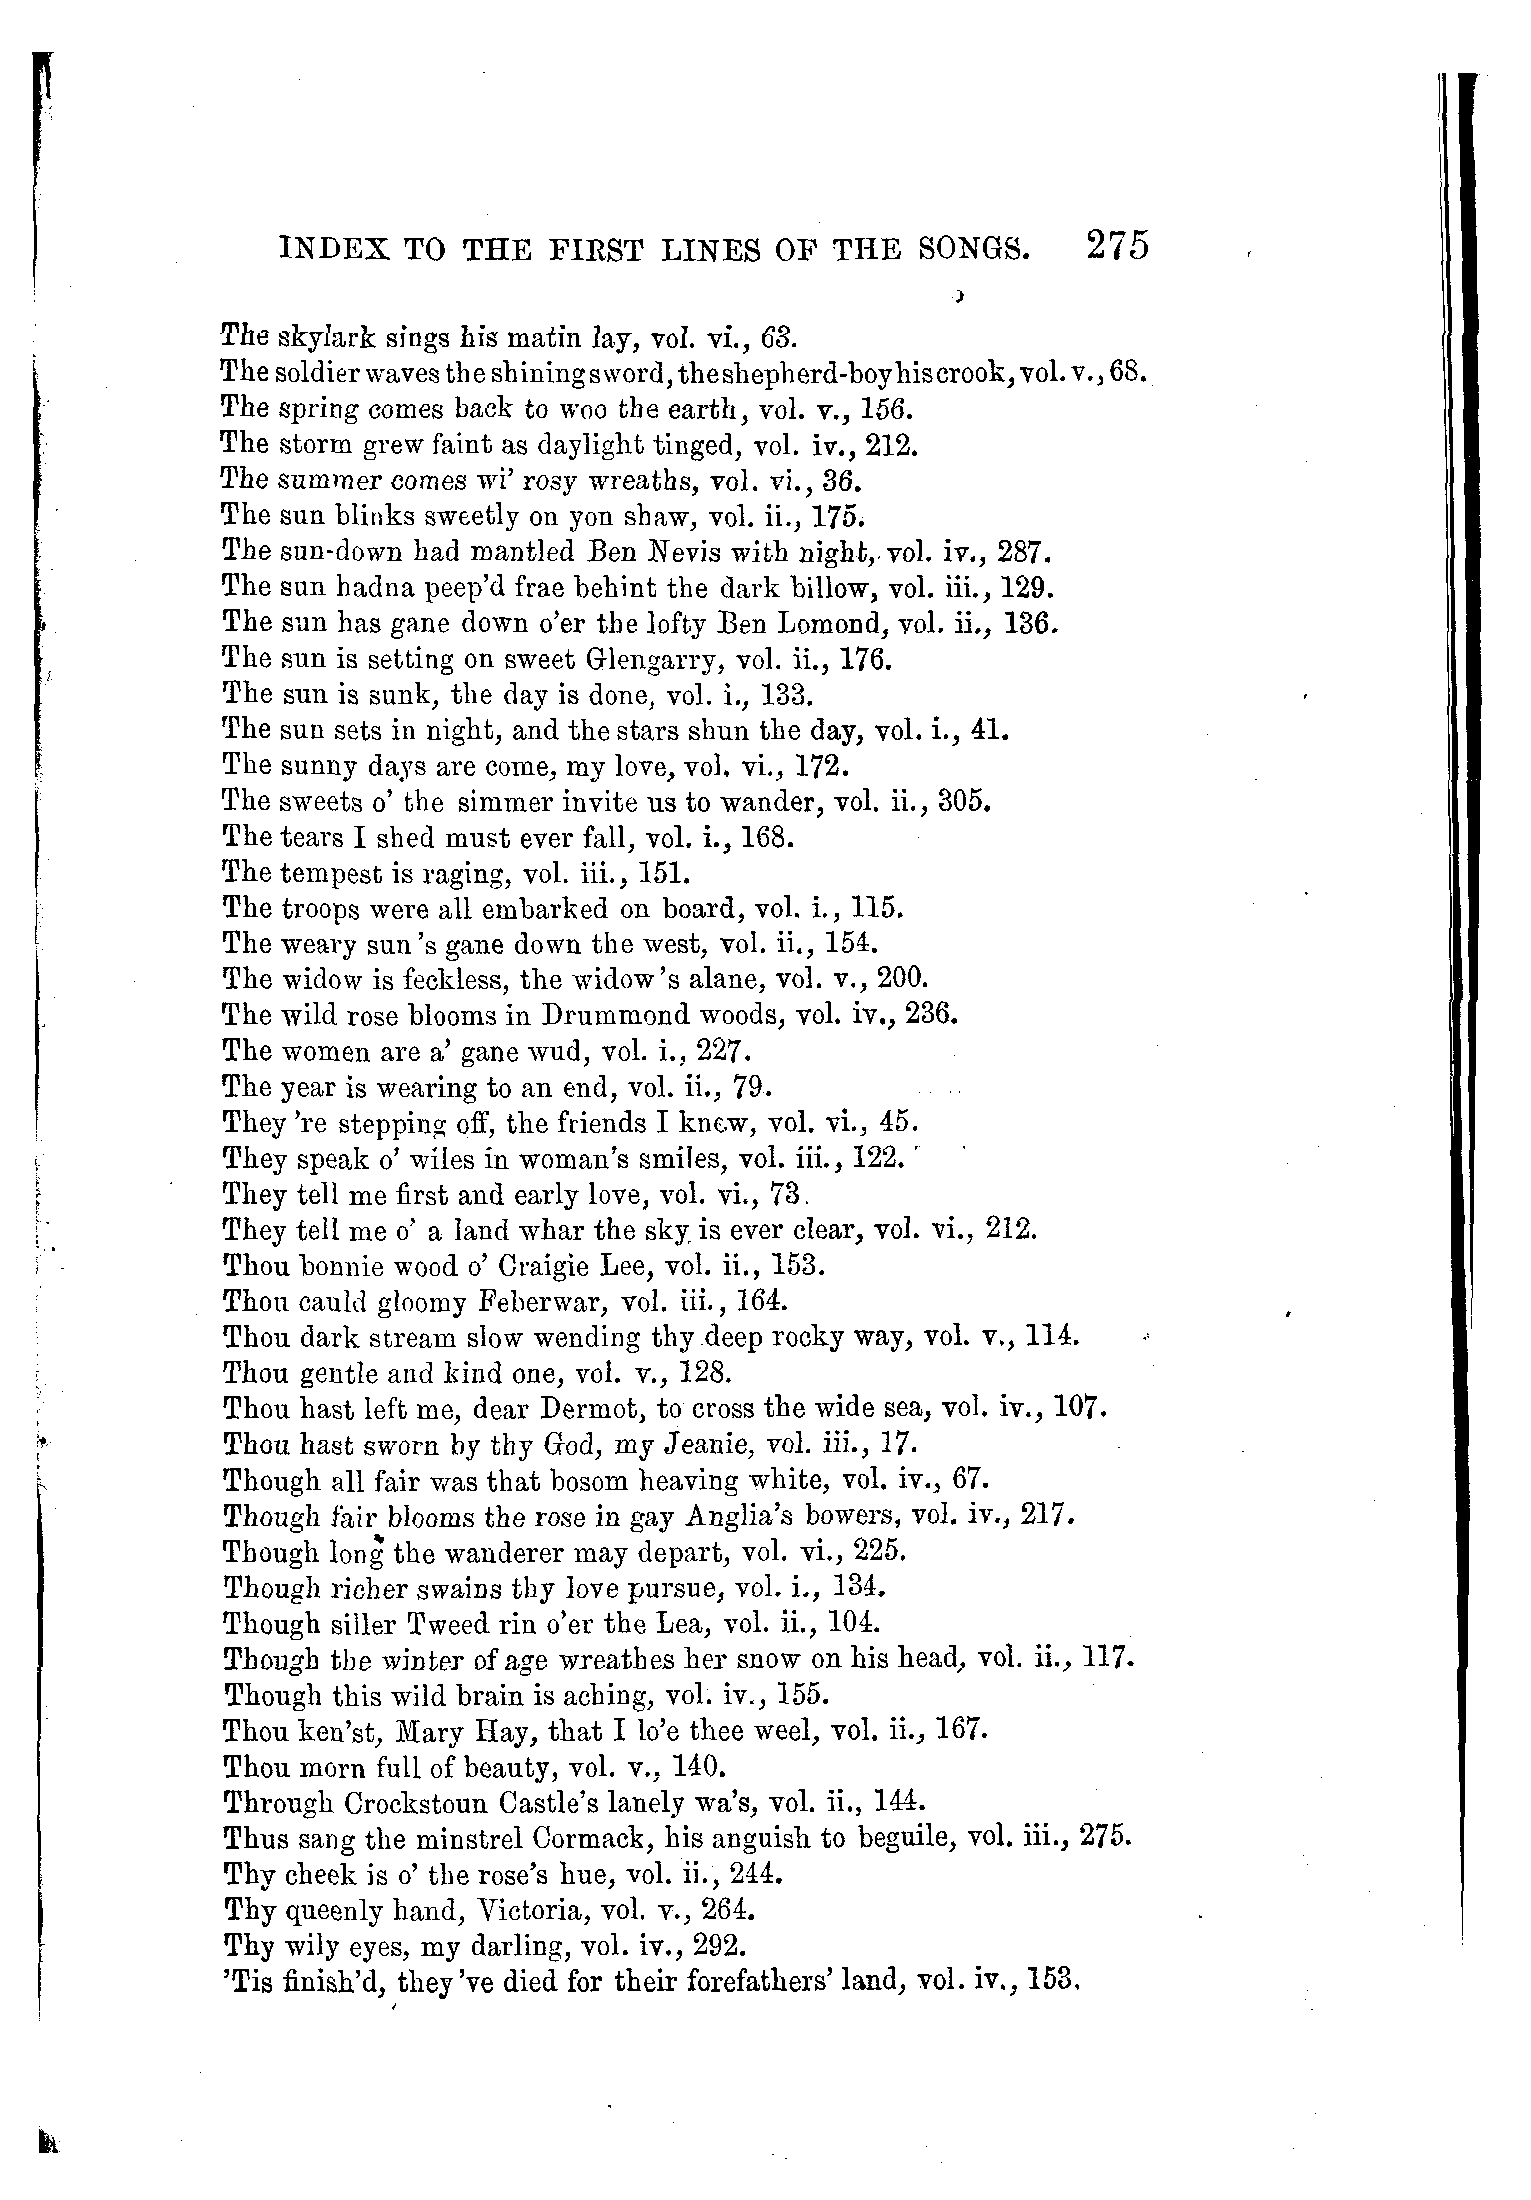 INDEX TO THE FIRST LINES OF THE SONGS. 275
The skylark sings his matin lay, vol. vi., 63.
The soldier waves the shining sword, the shepherd-boy his crook, vol. v., 68.
The spring comes back to woo the earth, vol. v., 156.
The storm grew faint as daylight tinged, vol. iv., 212.
The summer comes wi' rosy wreaths, vol. vi., 36.
The sun blinks sweetly on yon shaw, vol. ii., 175.
The sun-down had mantled Ben Nevis with night, vol. iv., 287.
The sun hadna peep'd frae behint the dark billow, vol. iii., 129.
The sun has gane down o'er the lofty Ben Lomond, vol. ii., 136.
The sun is setting on sweet Glengarry, vol. ii., 176.
The sun is sunk, the day is done, vol. i., 133.
The sun sets in night, and the stars shun the day, vol. i., 41.
The sunny days are come, my love, vol. vi., 172.
The sweets o' the simmer invite us to wander, vol. ii., 305.
The tears I shed must ever fall, vol. i., 168.
The tempest is raging, vol. iii., 151.
The troops were all embarked on board, vol. i., 115.
The weary sun 's gane down the west, vol. ii., 154.
The widow is feckless, the widow 's alane, vol. v., 200.
The wild rose blooms in Drummond woods, vol. iv., 236.
The women are a' gane wud, vol. i., 227.
The year is wearing to an end, vol. ii., 79.
They 're stepping off, the friends I knew, vol. vi., 45.
They speak o' wiles in woman's smiles, vol. iii., 122.
They tell me first and early love, vol. vi., 73.
They tell me o' a land whar the sky is ever clear, vol. vi., 212.
Thou bonnie wood o' Craigie Lee, vol. ii., 153.
Thou cauld gloomy Feberwar, vol. iii., 164.
Thou dark stream slow wending thy deep rocky way, vol. v., 114.
Thou gentle and kind one, vol. v., 128.
Thou hast left me, dear Dermot, to cross the wide sea, vol. iv., 107.
Thou hast sworn by thy God, my Jeanie, vol. iii., 17.
Though all fair was that bosom heaving white, vol. iv., 67.
Though fair blooms the rose in gay Anglia's bowers, vol. iv., 217.
Though long the wanderer may depart, vol. vi., 225.
Though richer swains thy love pursue, vol. i., 134.
Though siller Tweed rin o'er the Lea, vol. ii., 104.
Though the winter of age wreathes her snow on his head, vol. ii., 117.
Though this wild brain is aching, vol. iv., 155.
Thou ken'st, Mary Hay, that I lo'e thee weel, vol. ii., 167.
Thou morn full of beauty, vol. v., 140.
Through Crockstoun Castle's lanely wa's, vol. ii., 144.
Thus sang the minstrel Cormack, his anguish to beguile, vol. iii., 275.
Thy cheek is o' the rose's hue, vol. ii., 244.
Thy queenly hand, Victoria, vol. v., 264.
Thy wily eyes, my darling, vol. iv., 292.
'Tis finish'd, they 've died for their forefathers' land, vol. iv., 153.